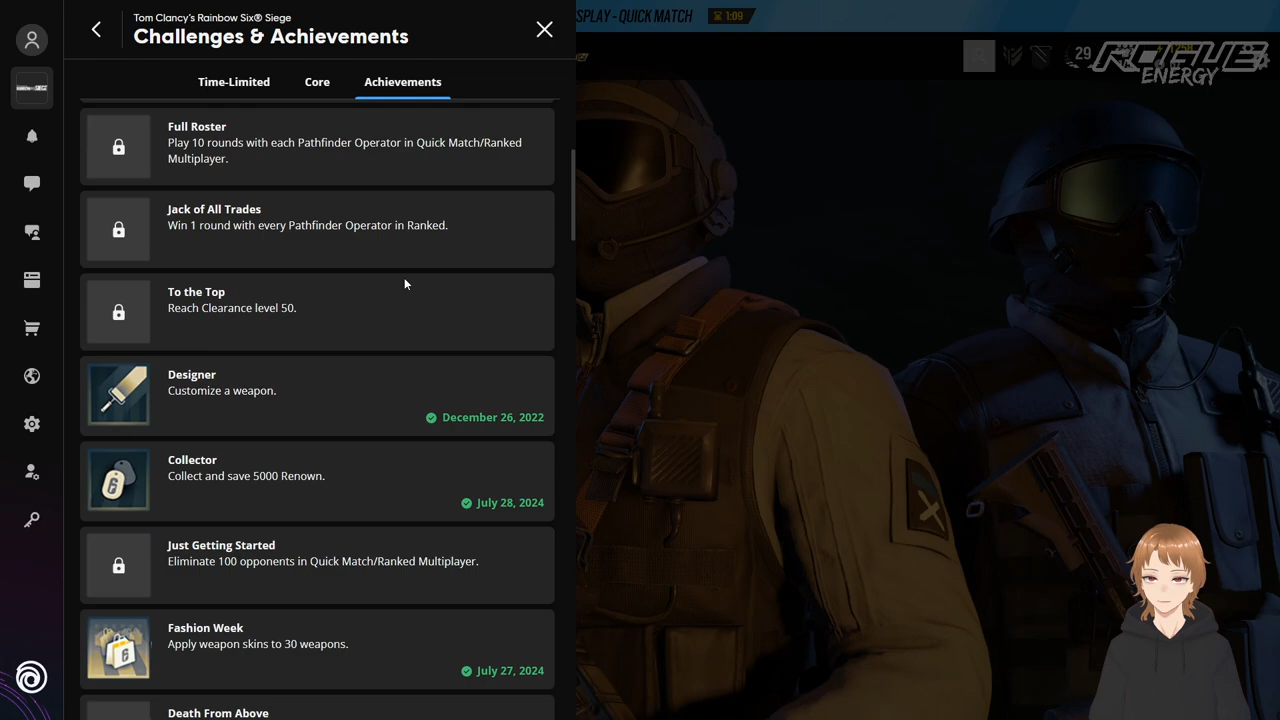 Tom Clancy's Rainbow Six® Siege
Challenges & Achievements
SPLAY - QUICK MATCH
1:09
29
ROGUE
ENERGY
Time-Limited
Core
Achievements
Full Roster
Play 10 rounds with each Pathfinder Operator in Quick Match/Ranked
Multiplayer.
Jack of All Trades
Win 1 round with every Pathfinder Operator in Ranked.
To the Top
Reach Clearance level 50.
Designer
Customize a weapon.
December 26, 2022
Collector
Collect and save 5000 Renown.
July 28, 2024
Just Getting Started
Eliminate 100 opponents in Quick Match/Ranked Multiplayer.
Fashion Week
Apply weapon skins to 30 weapons.
July 27, 2024
Death From Above